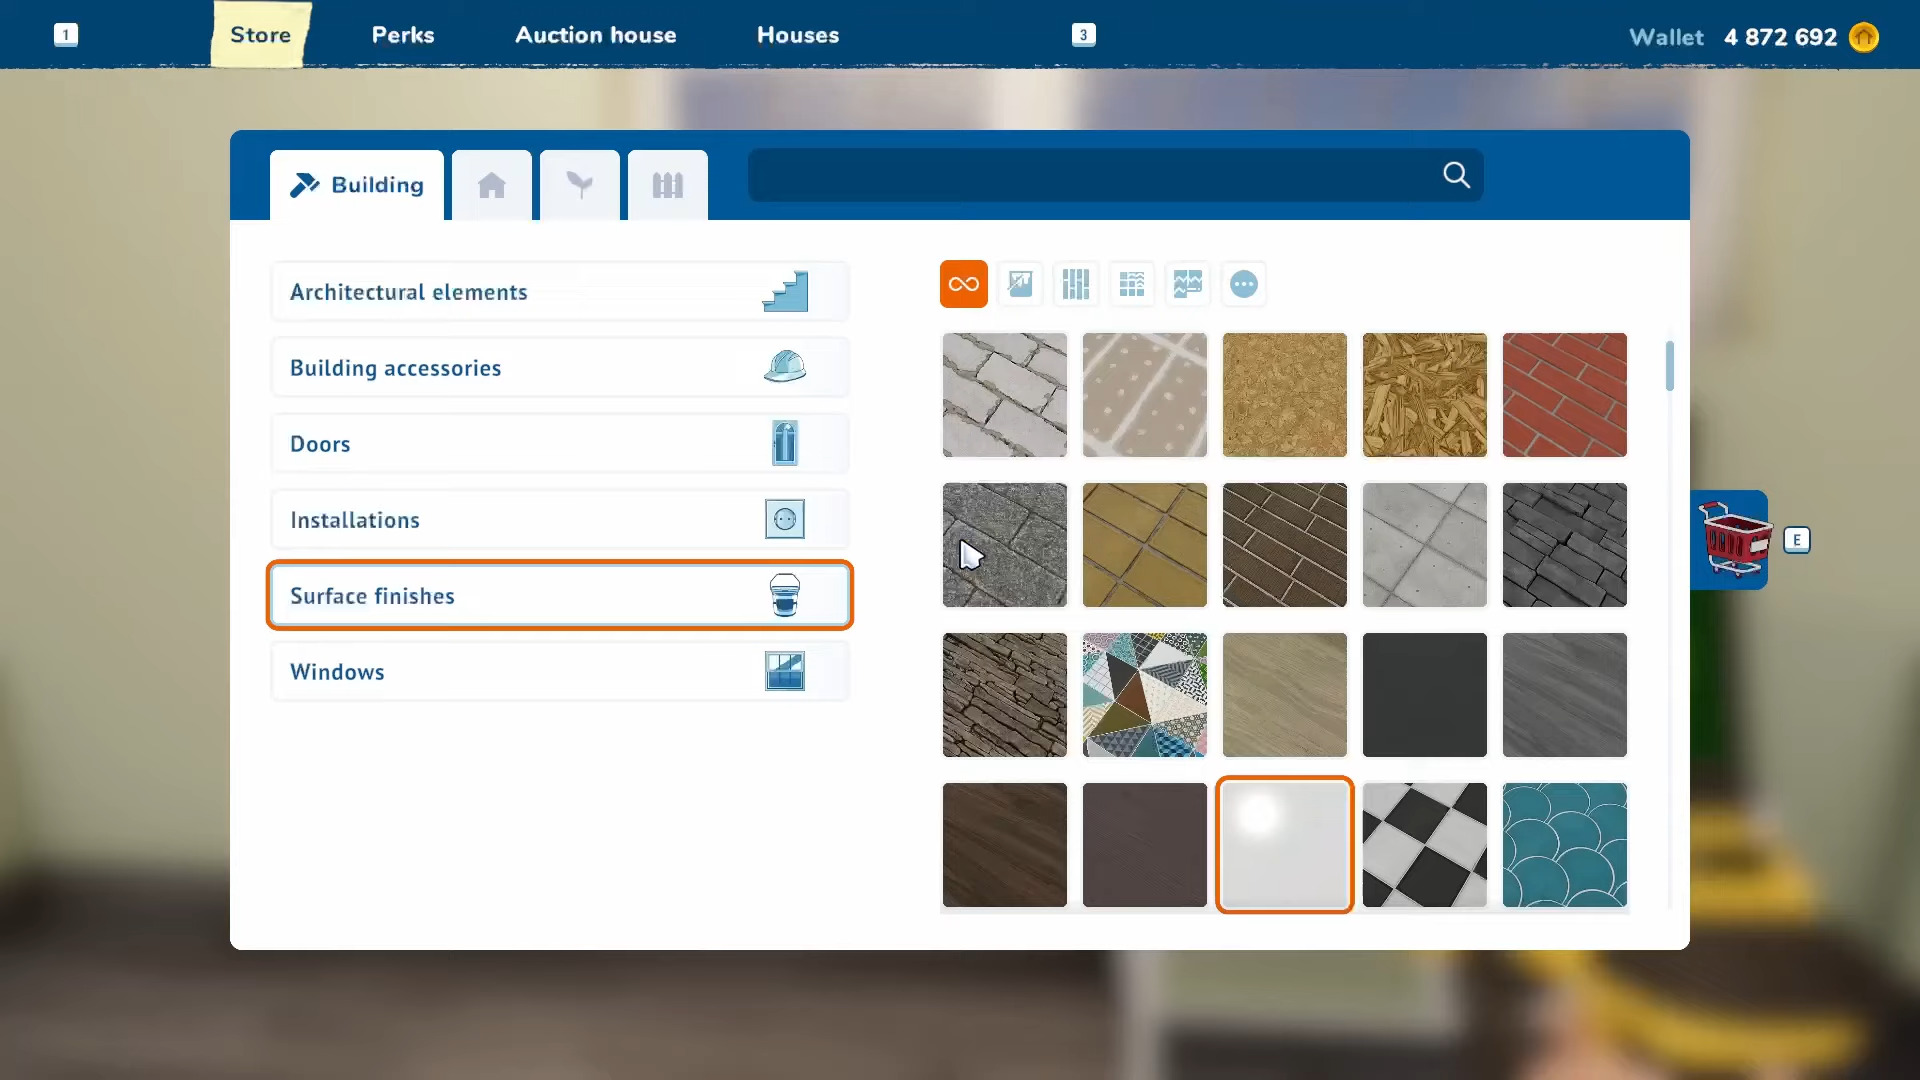 1
Store
Perks
Auction house
Houses
3
Wallet 4 872 692
Building
Architectural elements
Building accessories
Doors
Installations
Surface finishes
Windows
E